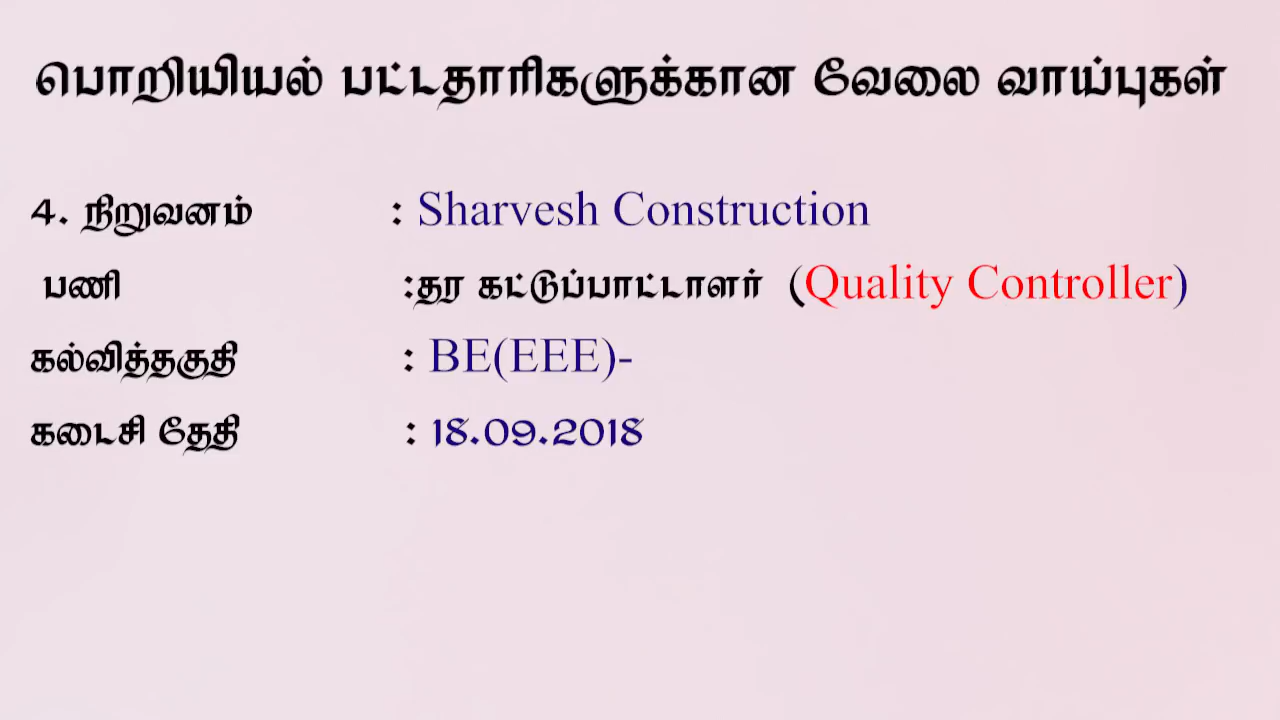 பொறியியல் பட்டதாரிகளுக்கான வேலை வாய்புகள்
4. நிறுவனம் : Sharvesh Construction
பணி :தர கட்டுப்பாட்டாளர் (Quality Controller)
கல்வித்தகுதி : BE(EEE)-
கடைசி தேதி : 18.09.2018